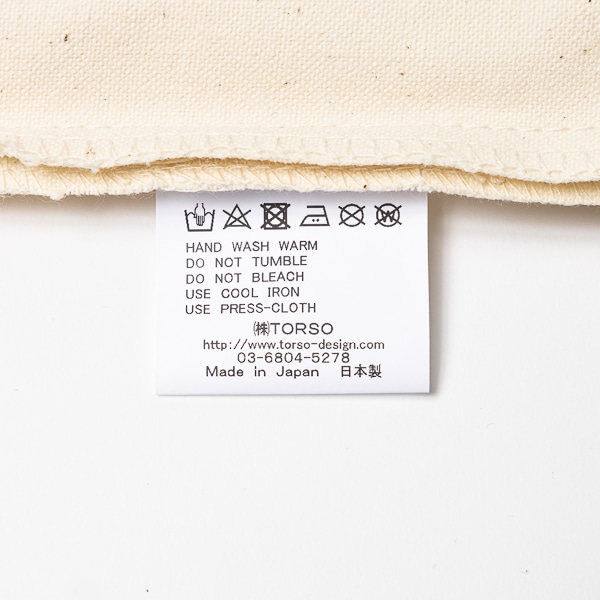 HAND WASH WARM
DO NOT TUMBLE
DO NOT BLEACH
USE COOL IRON
USE PRESS-CLOTH
㈱TORSO
http://www.torso-design.com
03-6804-5278
Made in Japan 日本製